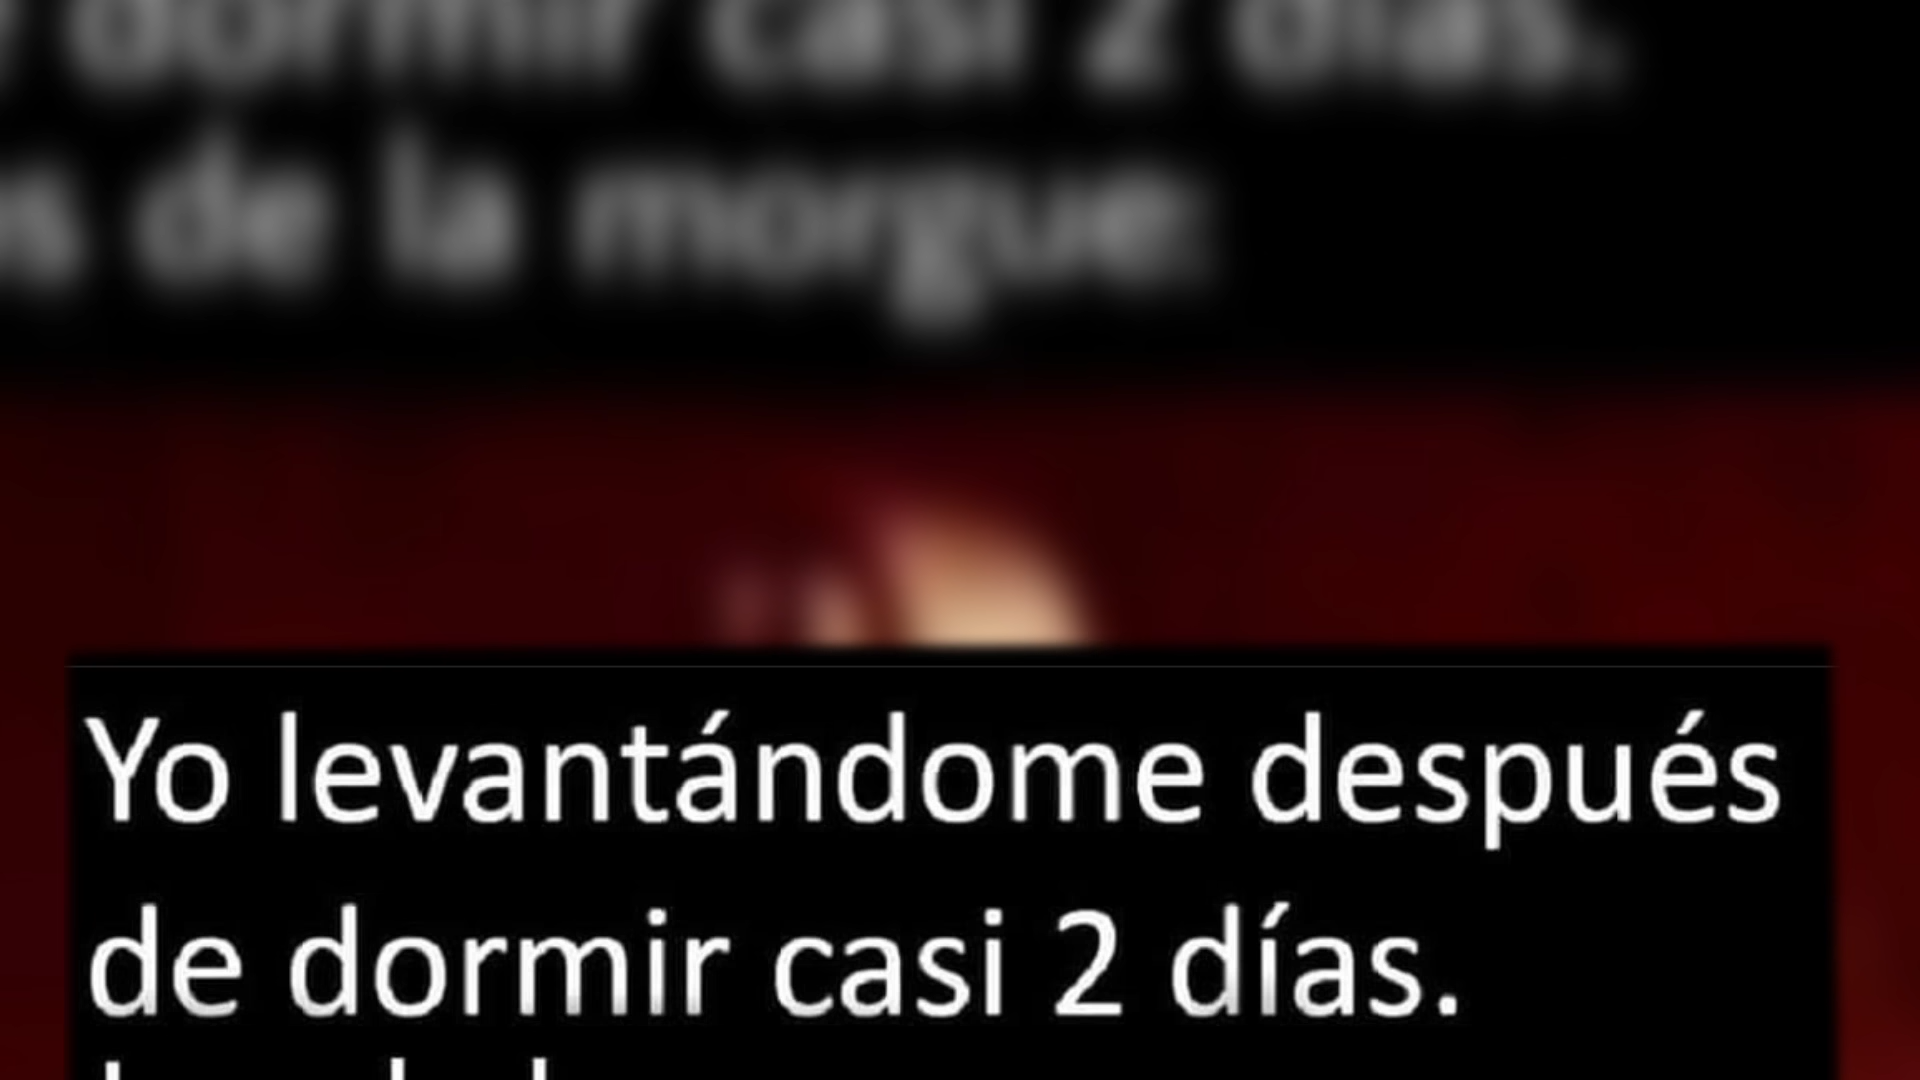 dormir casi 2 días.
de la morgue:
Yo levantándome después
de dormir casi 2 días.